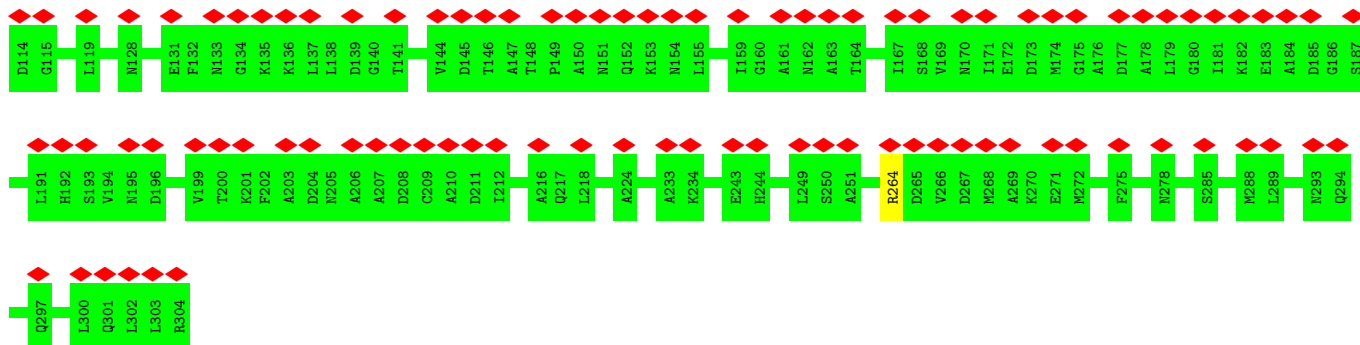 D114 G115 L119 N128 E131 F132 N133 G134 K135 K136 L137 L138 D139 G140 T141 V144 D145 T146 A147 T148 P149 A150 N151 Q152 K153 N154 L155 I159 G160 A161 N162 A163 T164 I167 S168 V169 N170 I171 E172 D173 M174 G175 A176 D177 A178 L179 G180 I181 K182 E183 A184 D185 G186 S187
L191 H192 S193 V194 N195 D196 V199 T200 K201 F202 A203 D204 N205 A206 A207 D208 C209 A210 D211 I212 A216 Q217 L218 A224 A233 K234 E243 H244 L249 S250 A251 R264 D265 V266 D267 M268 A269 K270 E271 M272 F275 N278 S285 M288 L289 N293 Q294
Q297 L300 Q301 L302 L303 R304